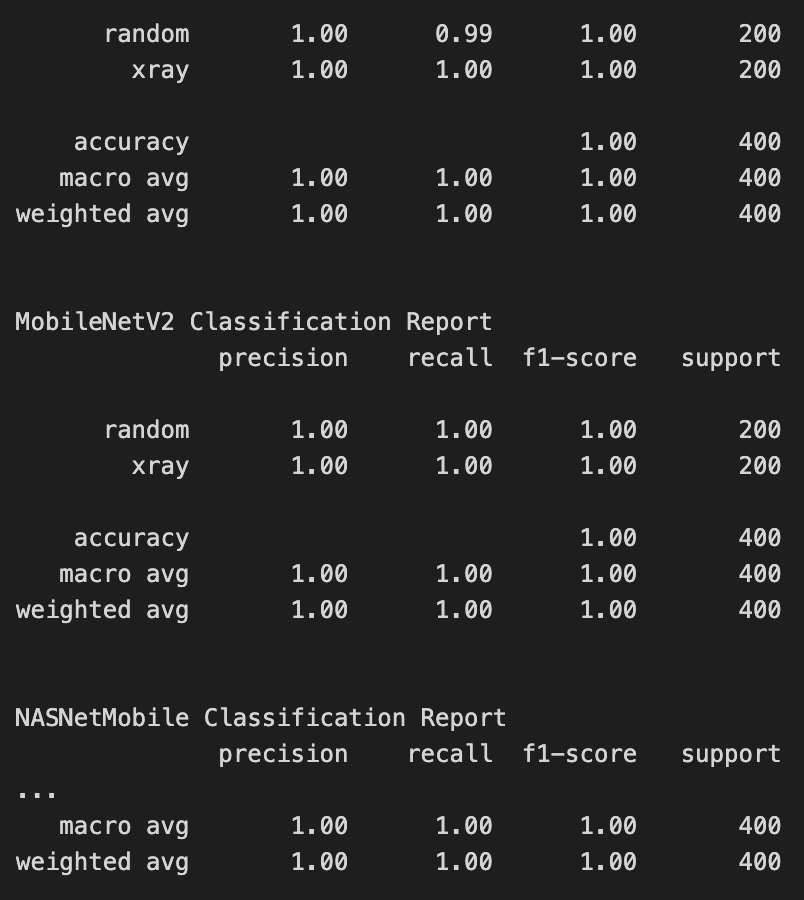 random 1.00 0.99 1.00 200
xray 1.00 1.00 1.00 200
accuracy 1.00 400
macro avg 1.00 1.00 1.00 400
weighted avg 1.00 1.00 1.00 400
MobileNetV2 Classification Report
precision recall f1-score support
random 1.00 1.00 1.00 200
xray 1.00 1.00 1.00 200
accuracy 1.00 400
macro avg 1.00 1.00 1.00 400
weighted avg 1.00 1.00 1.00 400
NASNetMobile Classification Report
precision recall f1-score support
...
macro avg 1.00 1.00 1.00 400
weighted avg 1.00 1.00 1.00 400